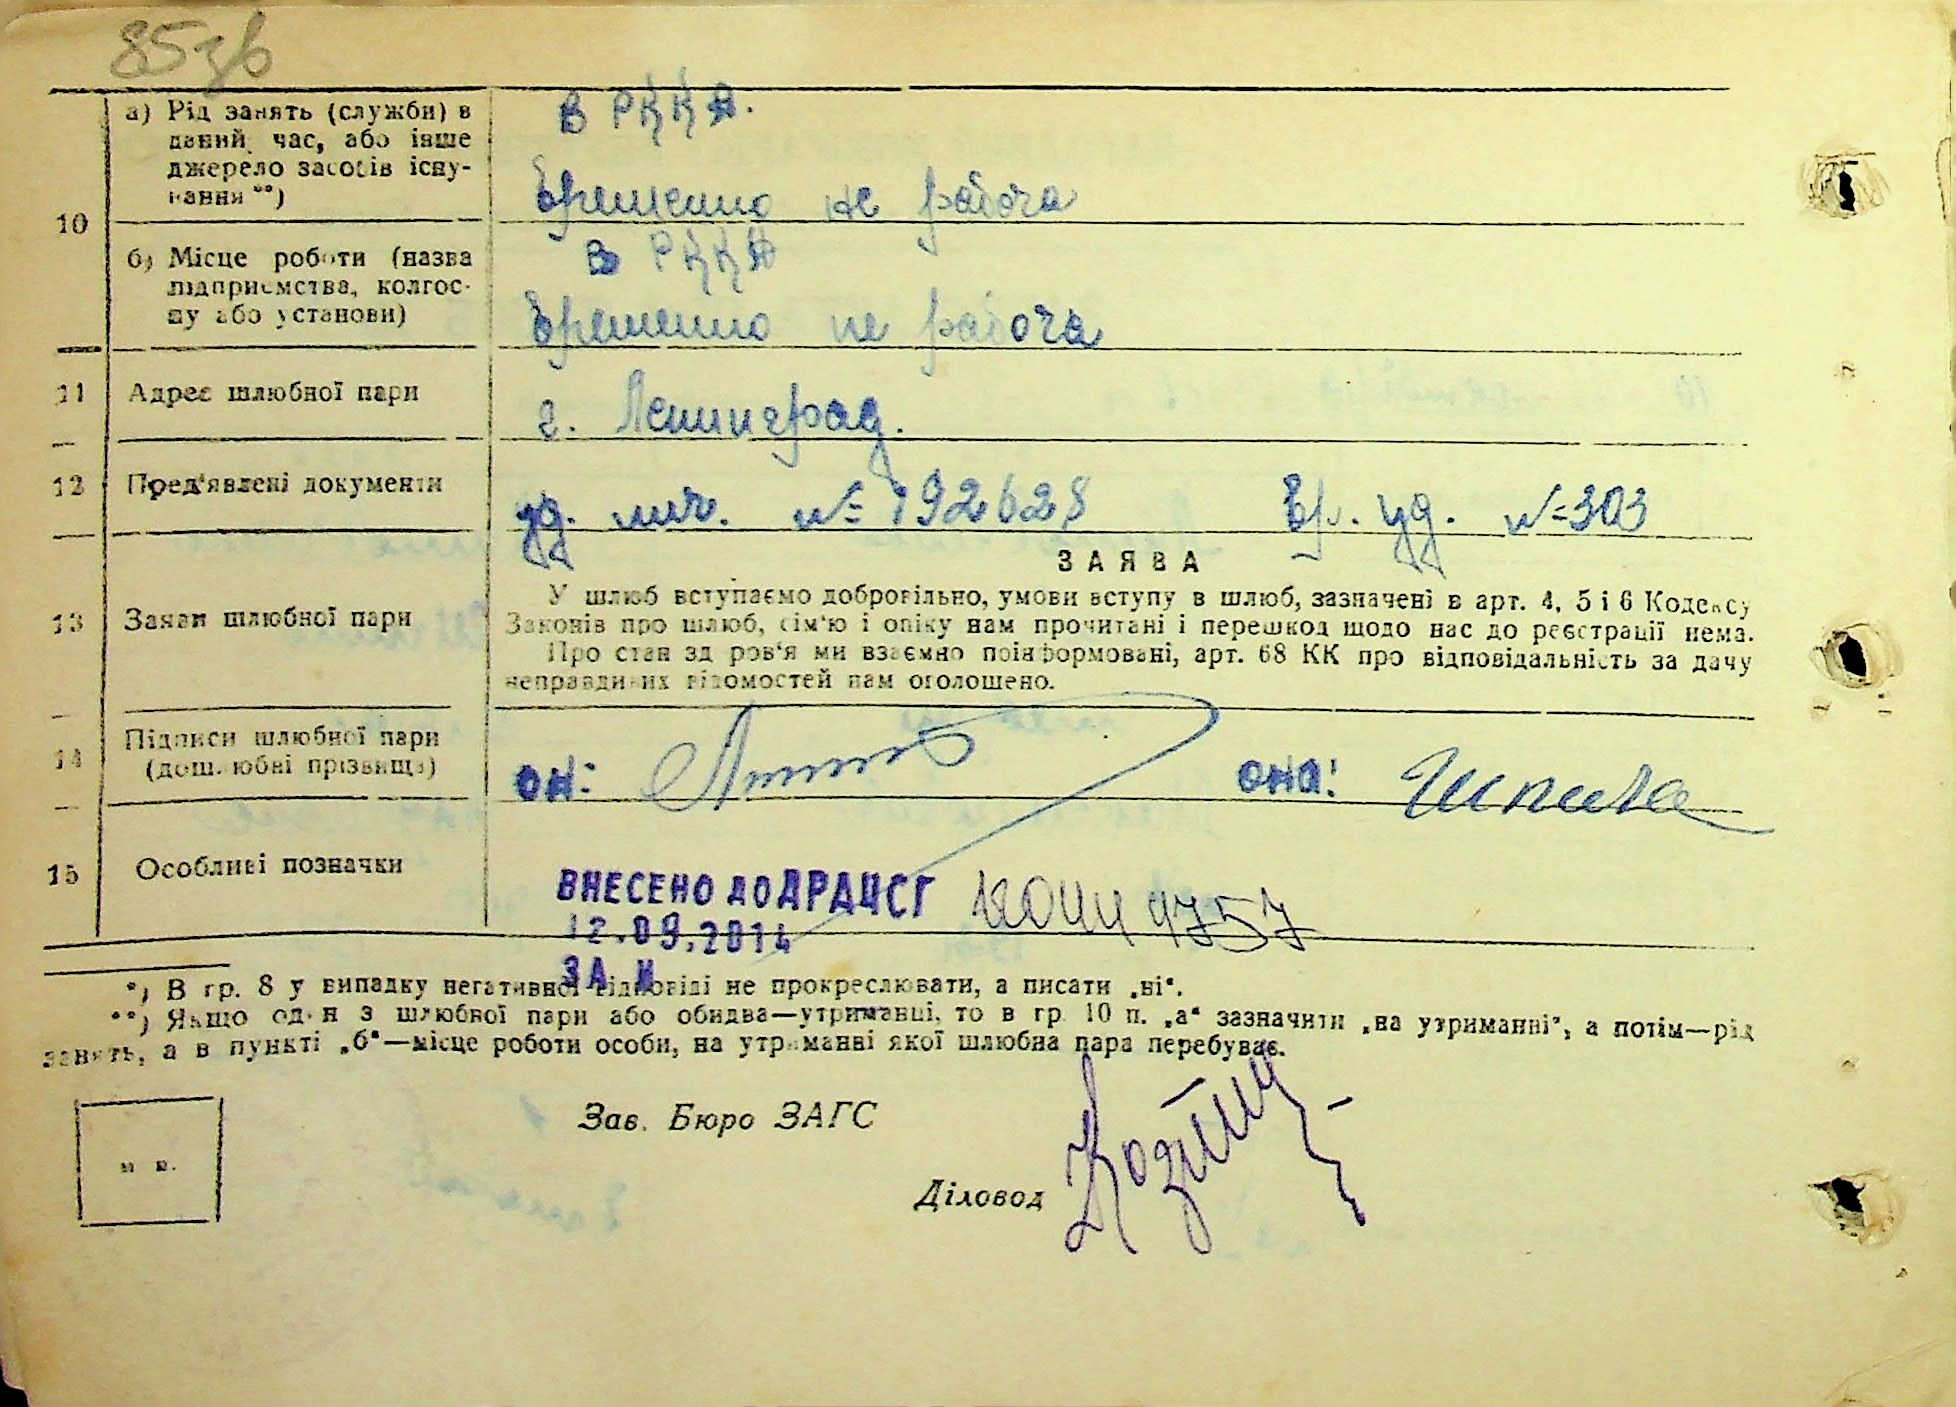 85зв
10
а) Рід занять (служби) в
даний час, або інше
джерело засобів існу-
вання **)
в РККА.
Временно не работа
б) Місце роботи (назва
підприємства, колгос-
пу або установи)
в РККА
Временно не работа
11 Адрес шлюбної пари
г. Ленинград.
12 Пред'явлені документи
уд. лич. №=792628 Вр. уд. №=303
ЗАЯВА
13 Заяви шлюбної пари
У шлюб вступаємо добровільно, умови вступу в шлюб, зазначені в арт. 4, 5 і 6 Кодексу
Законів про шлюб, сім'ю і опіку нам прочитані і перешкод щодо нас до реєстрації нема.
Про стан здоров'я ми взаємно поінформовані, арт. 68 КК про відповідальність за дачу
неправдивих відомостей нам оголошено.
14 Підписи шлюбної пари
(дошлюбні прізвища)
он: она: Шпила
15 Особливі позначки
ВНЕСЕНО ДО ДРАЦСГ
12.09.2014
ЗА №
*) В гр. 8 у випадку негативної відповіді не прокреслювати, а писати „ні“.
**) Якщо один з шлюбної пари або обидва—утриманці, то в гр. 10 п. „а“ зазначити „на утриманні“, а потім—рід
занять, а в пункті „б“—місце роботи особи, на утриманні якої шлюбна пара перебуває.
м п.
Зав. Бюро ЗАГС
Діловод